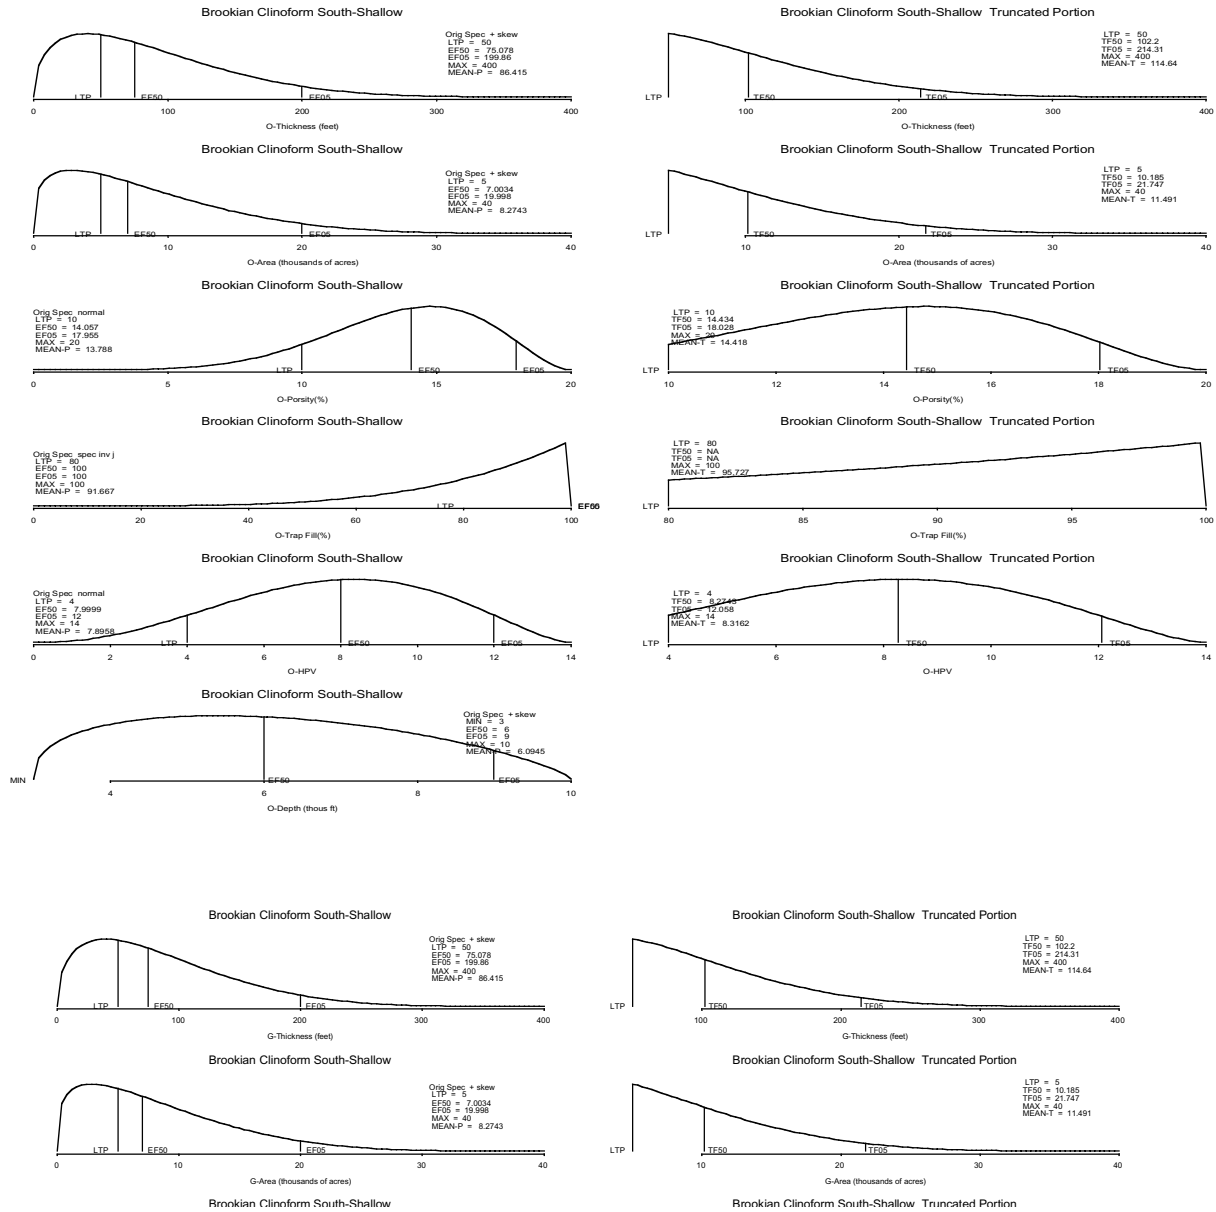 Brookian Clinoform South-Shallow
Orig Spec + skew
LTP = 50
EF50 = 75.078
EF05 = 199.86
MAX = 400
MEAN-P = 86.415
LTP
EF50
EF05
0
100
200
300
400
O-Thickness (feet)
Brookian Clinoform South-Shallow Truncated Portion
LTP = 50
TF50 = 102.2
TF05 = 214.31
MAX = 400
MEAN-T = 114.64
LTP
TF50
TF05
100
200
300
400
O-Thickness (feet)
Brookian Clinoform South-Shallow
Orig Spec + skew
LTP = 5
EF50 = 7.0034
EF05 = 19.998
MAX = 40
MEAN-P = 8.2743
LTP
EF50
EF05
0
10
20
30
40
O-Area (thousands of acres)
Brookian Clinoform South-Shallow Truncated Portion
LTP = 5
TF50 = 10.185
TF05 = 21.747
MAX = 40
MEAN-T = 11.491
LTP
TF50
TF05
10
20
30
40
O-Area (thousands of acres)
Brookian Clinoform South-Shallow
Orig Spec normal
LTP = 10
EF50 = 14.057
EF05 = 17.955
MAX = 20
MEAN-P = 13.788
LTP
EF50
EF05
0
5
10
15
20
O-Porsity(%)
Brookian Clinoform South-Shallow Truncated Portion
LTP = 10
TF50 = 14.434
TF05 = 18.028
MAX = 20
MEAN-T = 14.418
LTP
TF50
TF05
10
12
14
16
18
20
O-Porsity(%)
Brookian Clinoform South-Shallow
Orig Spec spec inv j
LTP = 80
EF50 = 100
EF05 = 100
MAX = 100
MEAN-P = 91.667
LTP
0
20
40
60
80
100
O-Trap Fill(%)
Brookian Clinoform South-Shallow Truncated Portion
LTP = 80
TF50 = NA
TF05 = NA
MAX = 100
MEAN-T = 95.727
LTP
80
85
90
95
100
O-Trap Fill(%)
Brookian Clinoform South-Shallow
Orig Spec normal
LTP = 4
EF50 = 7.9999
EF05 = 12
MAX = 14
MEAN-P = 7.8958
LTP
EF50
EF05
0
2
4
6
8
10
12
14
O-HPV
Brookian Clinoform South-Shallow Truncated Portion
LTP = 4
TF50 = 8.2743
TF05 = 12.058
MAX = 14
MEAN-T = 8.3162
LTP
TF50
TF05
4
6
8
10
12
14
O-HPV
Brookian Clinoform South-Shallow
Orig Spec + skew
MIN = 3
EF50 = 6
EF05 = 9
MAX = 10
MEAN-P = 6.0945
MIN
EF50
EF05
4
6
8
10
O-Depth (thous ft)
Brookian Clinoform South-Shallow
Orig Spec + skew
LTP = 50
EF50 = 75.078
EF05 = 199.86
MAX = 400
MEAN-P = 86.415
LTP
EF50
EF05
0
100
200
300
400
G-Thickness (feet)
Brookian Clinoform South-Shallow Truncated Portion
LTP = 50
TF50 = 102.2
TF05 = 214.31
MAX = 400
MEAN-T = 114.64
LTP
TF50
TF05
100
200
300
400
G-Thickness (feet)
Brookian Clinoform South-Shallow
Orig Spec + skew
LTP = 5
EF50 = 7.0034
EF05 = 19.998
MAX = 40
MEAN-P = 8.2743
LTP
EF50
EF05
0
10
20
30
40
G-Area (thousands of acres)
Brookian Clinoform South-Shallow Truncated Portion
LTP = 5
TF50 = 10.185
TF05 = 21.747
MAX = 40
MEAN-T = 11.491
LTP
TF50
TF05
10
20
30
40
G-Area (thousands of acres)
Brookian Clinoform South-Shallow
Brookian Clinoform South-Shallow Truncated Portion